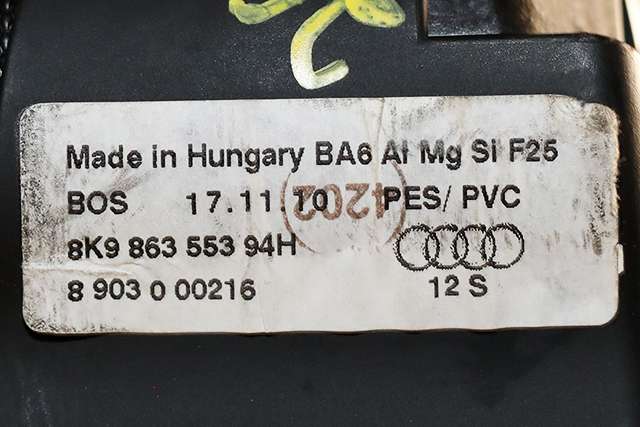 Made in Hungary BA6 Al Mg Si F25
BOS 17.11.10 PES/ PVC
4202
8K9 863 553 94H
8 903 0 00216
12 S